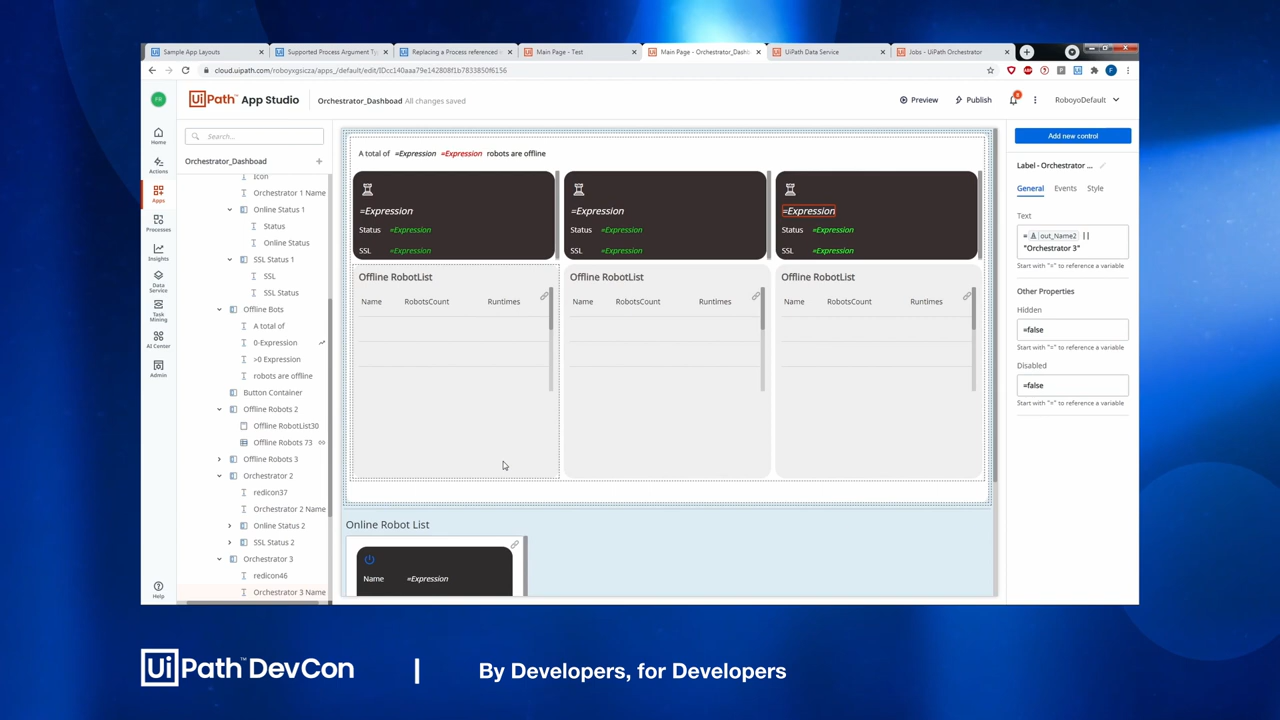 Sample App Layouts
Supported Process Argument Ty
Replacing a Process referenced i
Main Page - Test
Main Page - Orchestrator_Dashb
UiPath Data Service
Jobs - UiPath Orchestrator
cloud.uipath.com/roboyxgsicza/apps_/default/edit/IDcc140aaa79e142808f1b7833850f6156
FR
UiPath™ App Studio
Orchestrator_Dashboad All changes saved
Preview
Publish
RoboyoDefault
Home
Actions
Apps
Processes
Insights
Data Service
Task Mining
AI Center
Admin
Help
Search...
Orchestrator_Dashboad
Icon
Orchestrator 1 Name
Online Status 1
Status
Online Status
SSL Status 1
SSL
SSL Status
Offline Bots
A total of
0-Expression
>0 Expression
robots are offline
Button Container
Offline Robots 2
Offline RobotList30
Offline Robots 73
Offline Robots 3
Orchestrator 2
redicon37
Orchestrator 2 Name
Online Status 2
SSL Status 2
Orchestrator 3
redicon46
Orchestrator 3 Name
A total of =Expression =Expression robots are offline
=Expression
Status =Expression
SSL =Expression
=Expression
Status =Expression
SSL =Expression
=Expression
Status =Expression
SSL =Expression
Offline RobotList
Name RobotsCount Runtimes
Offline RobotList
Name RobotsCount Runtimes
Offline RobotList
Name RobotsCount Runtimes
Online Robot List
Name =Expression
Add new control
Label - Orchestrator ...
General Events Style
Text
= out_Name2 ||
"Orchestrator 3"
Start with "=" to reference a variable
Other Properties
Hidden
=false
Start with "=" to reference a variable
Disabled
=false
Start with "=" to reference a variable
UiPath™ DevCon | By Developers, for Developers